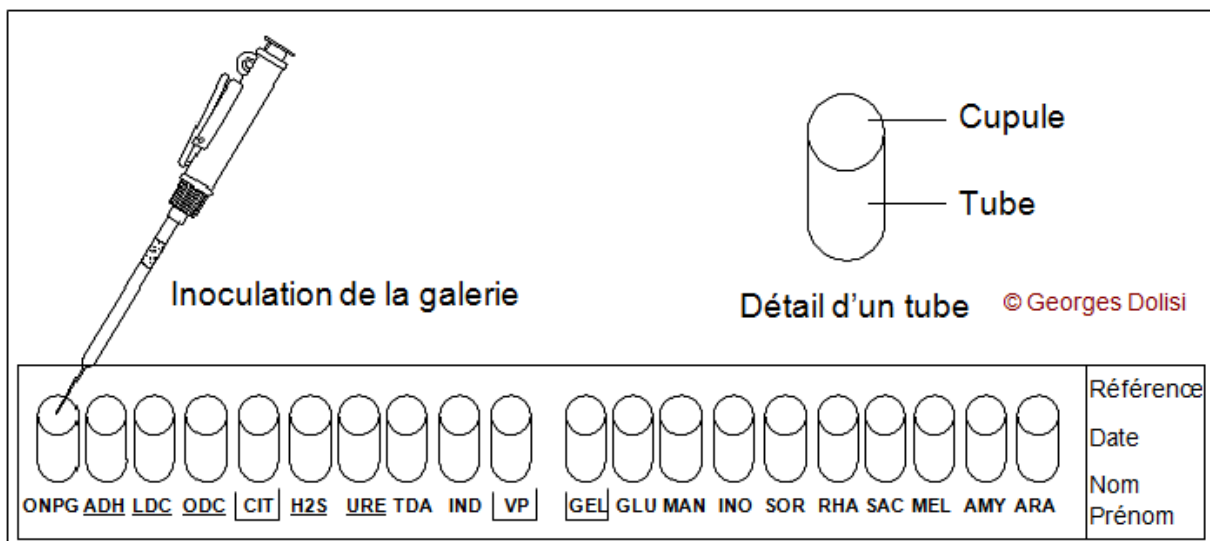 Cupule
Tube
Inoculation de la galerie
Détail d'un tube © Georges Dolisi
ONPG ADH LDC ODC CIT H2S URE TDA IND VP GEL GLU MAN INO SOR RHA SAC MEL AMY ARA
Référence
Date
Nom
Prénom